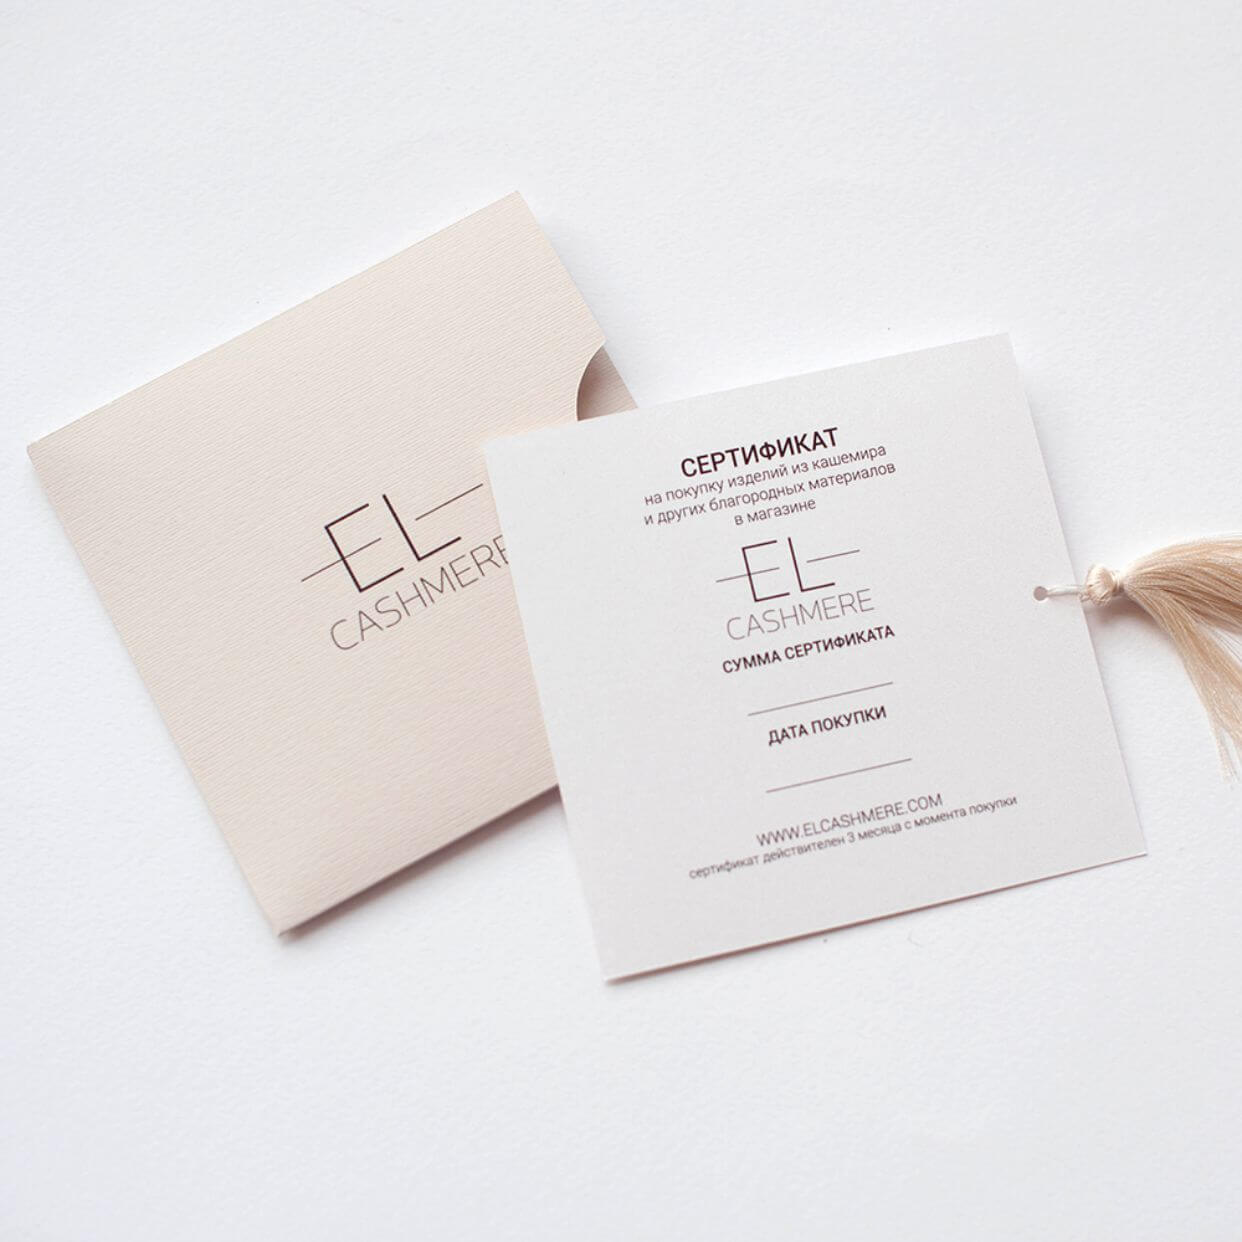 EL
CASHMERE
СЕРТИФИКАТ
на покупку изделий из кашемира
и других благородных материалов
в магазине
EL
CASHMERE
СУММА СЕРТИФИКАТА
ДАТА ПОКУПКИ
WWW.ELCASHMERE.COM
сертификат действителен 3 месяца с момента покупки